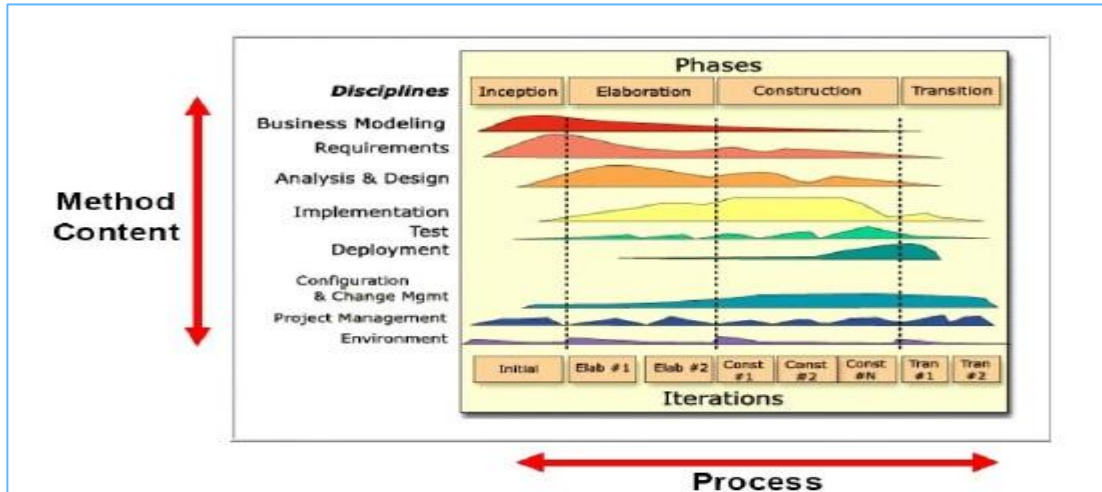 Phases
Disciplines Inception Elaboration Construction Transition
Business Modeling
Requirements
Analysis & Design
Method
Content
Implementation
Test
Deployment
Configuration
& Change Mgmt
Project Management
Environment
Initial Elab #1 Elab #2 Const #1 Const #2 Const #N Tran #1 Tran #2
Iterations
Process